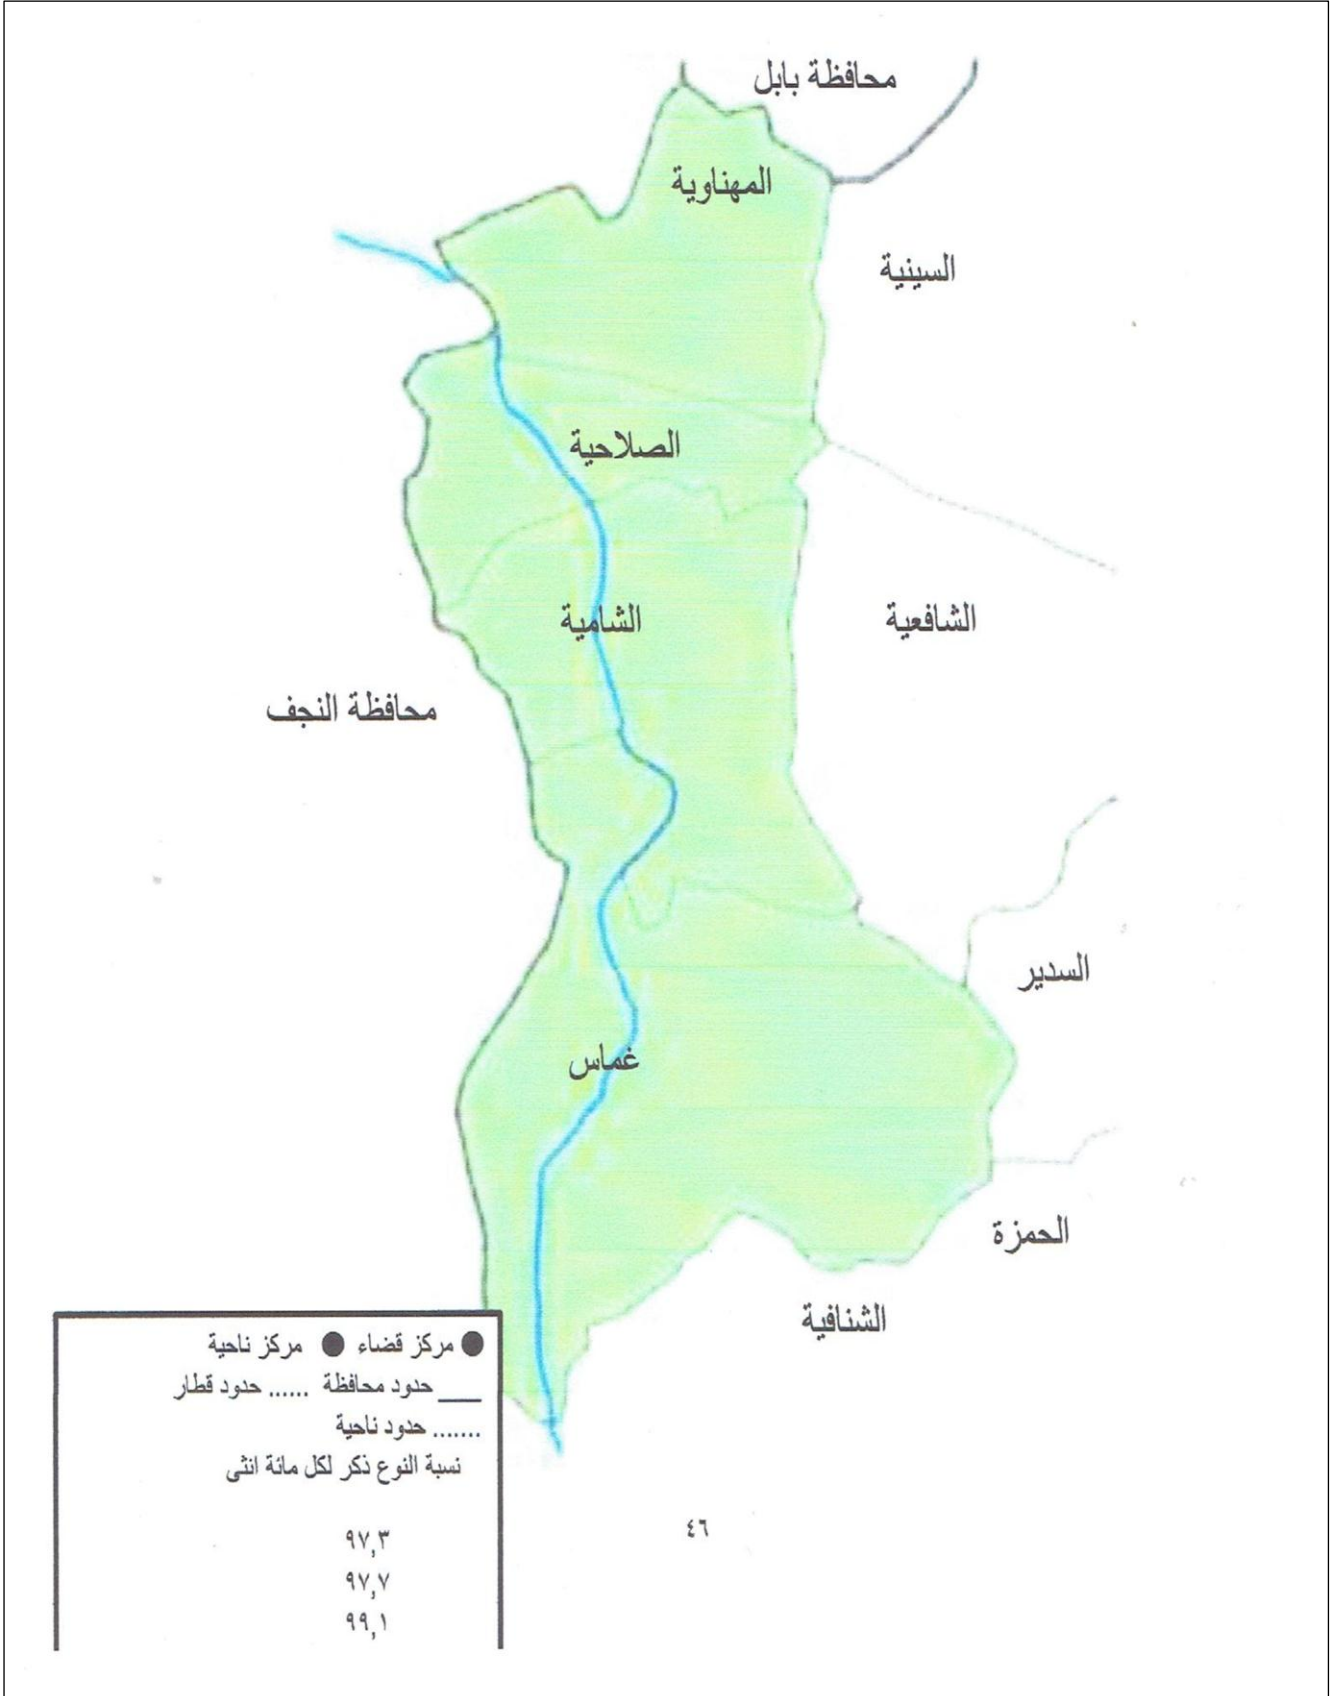 محافظة بابل
المهناوية
السينية
الصلاحية
الشامية
الشافعية
محافظة النجف
السدير
غماس
الحمزة
الشنافية
مركز قضاء مركز ناحية
حدود محافظة ...... حدود قطار
....... حدود ناحية
نسبة النوع ذكر لكل مائة انثى
٩٧,٣
٩٧,٧
٩٩,١
٤٦